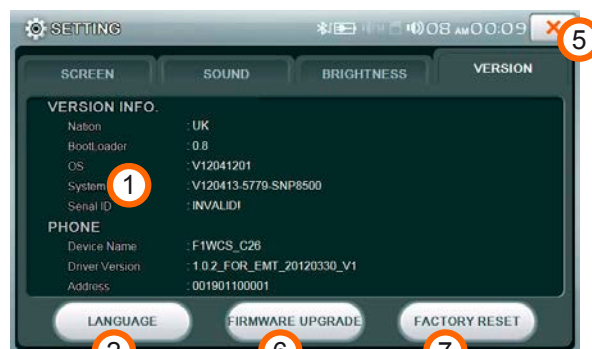 SETTING 08 AM 00:09
5
SCREEN SOUND BRIGHTNESS VERSION
VERSION INFO.
Nation : UK
BootLoader : 0.8
OS : V12041201
System : V120413-5779-SNP8500
1
Serial ID : INVALID!
PHONE
Device Name : F1WCS_C26
Driver Version : 1.0.2_FOR_EMT_20120330_V1
Address : 001901100001
LANGUAGE FIRMWARE UPGRADE FACTORY RESET
6 7